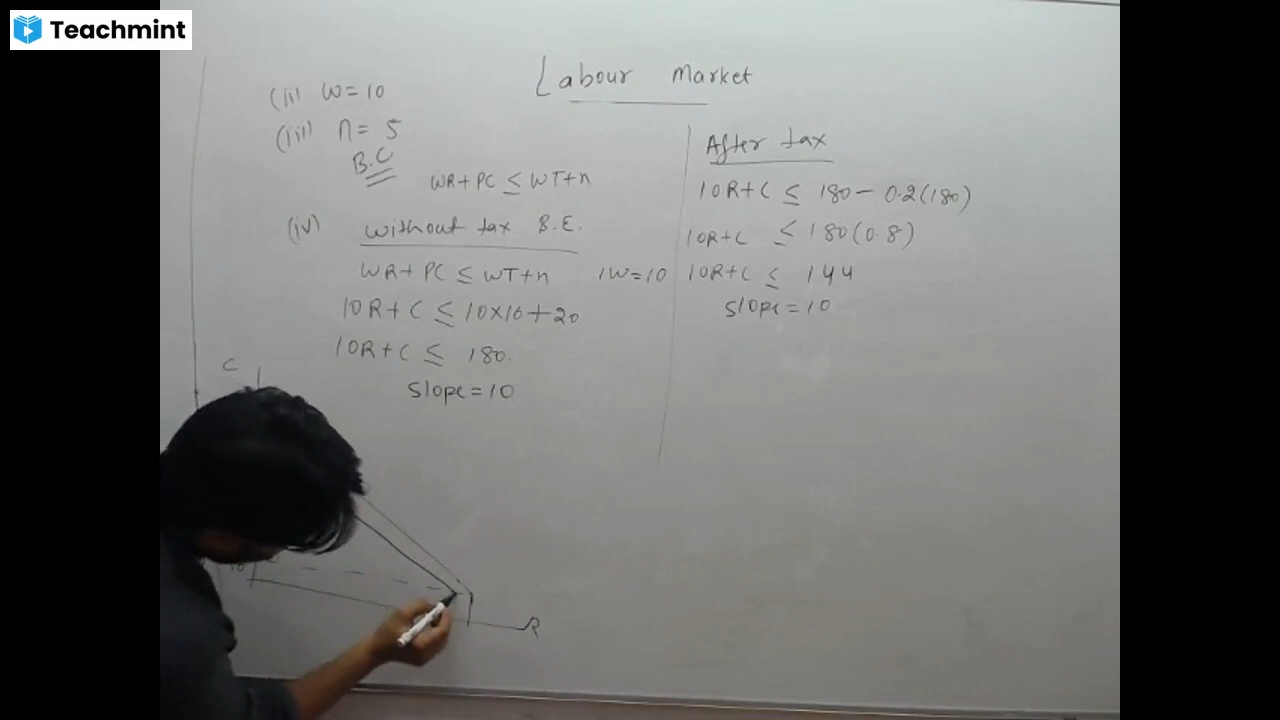 Teachmint
Labour Market
(ii) W=10
(iii) n= 5
B.C
WR+PC ≤ WT+n
(iv) without tax B.E.
WR+PC ≤ WT+n
10R+C ≤ 10x16+20
10R+C ≤ 180.
slope=10
1W=10
After tax
10R+C ≤ 180- 0.2(180)
10R+C ≤ 180(0.8)
10R+C ≤ 144
slope=10
C
R